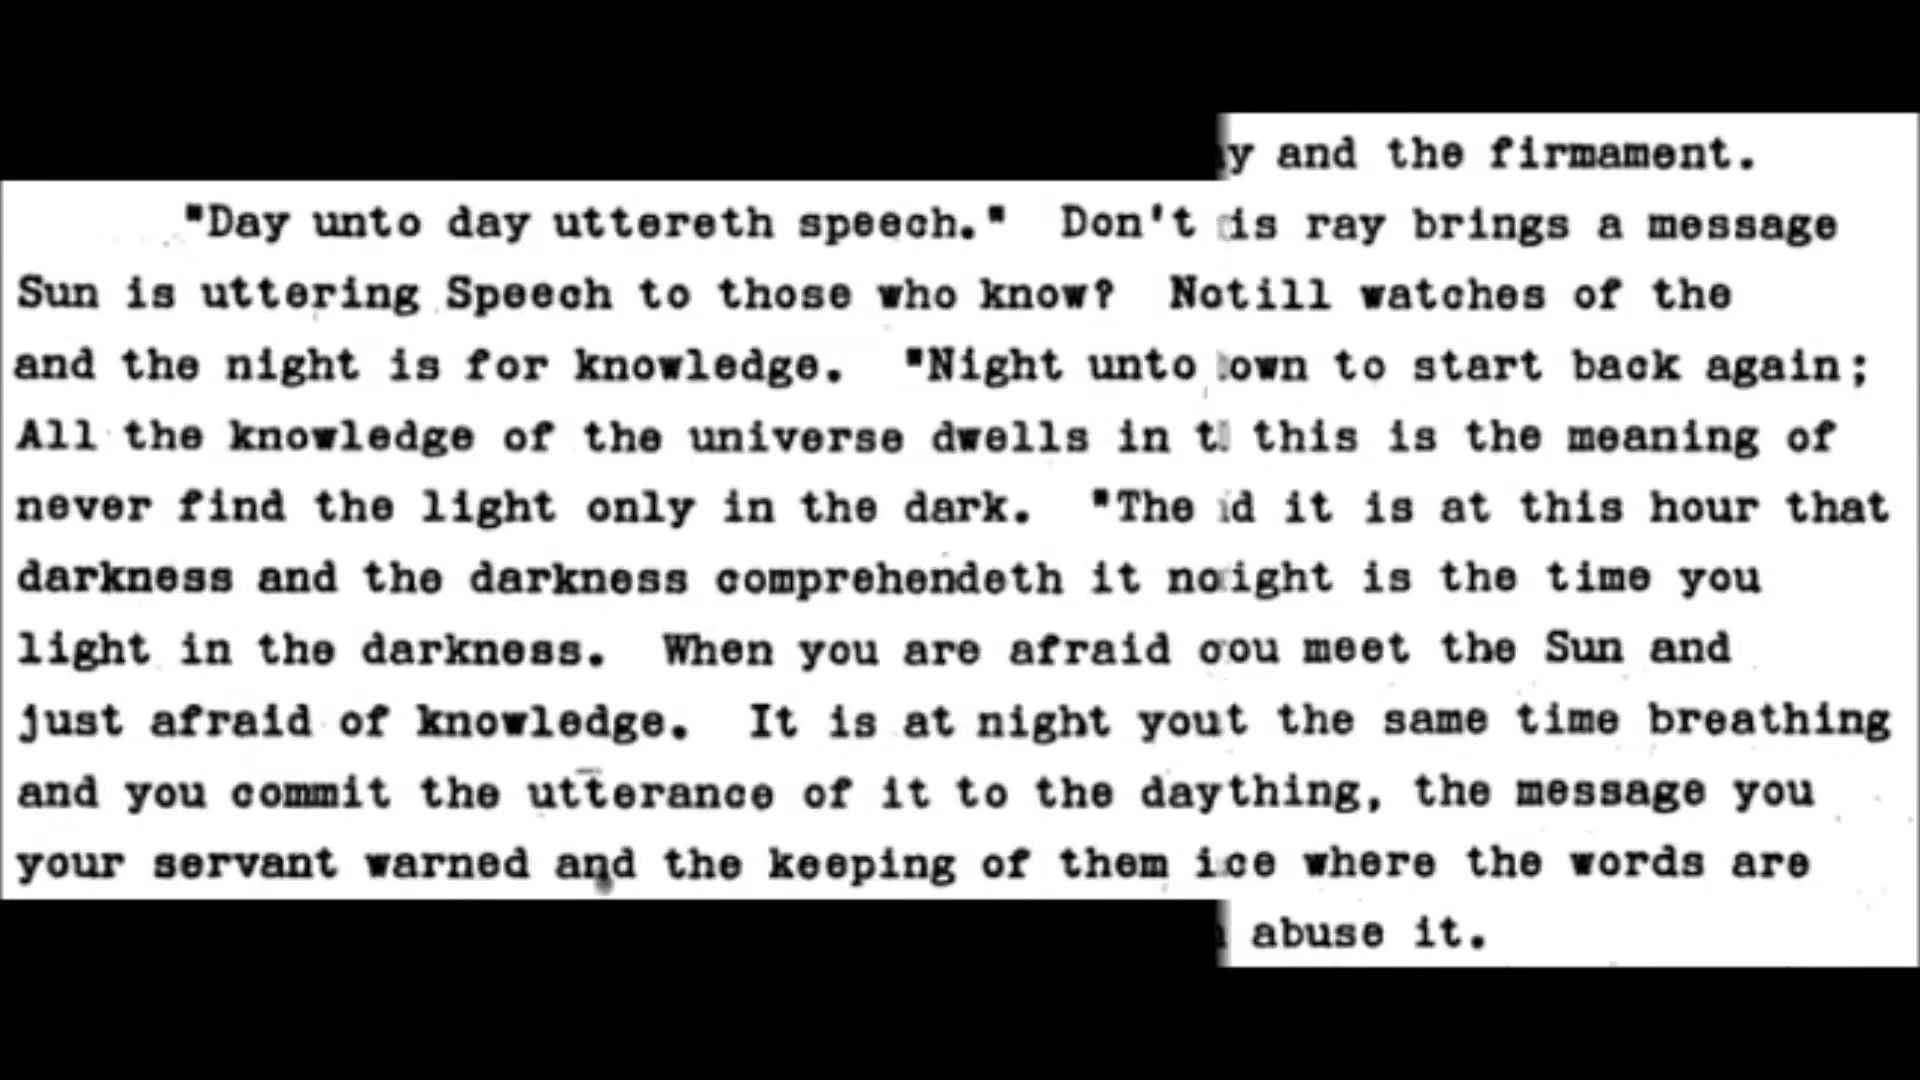 y and the firmament.
"Day unto day uttereth speech." Don't is ray brings a message
Sun is uttering Speech to those who know? Notill watches of the
and the night is for knowledge. "Night unto own to start back again;
All the knowledge of the universe dwells in t this is the meaning of
never find the light only in the dark. "The d it is at this hour that
darkness and the darkness comprehendeth it noight is the time you
light in the darkness. When you are afraid oou meet the Sun and
just afraid of knowledge. It is at night yout the same time breathing
and you commit the utterance of it to the daything, the message you
your servant warned and the keeping of them ice where the words are
abuse it.